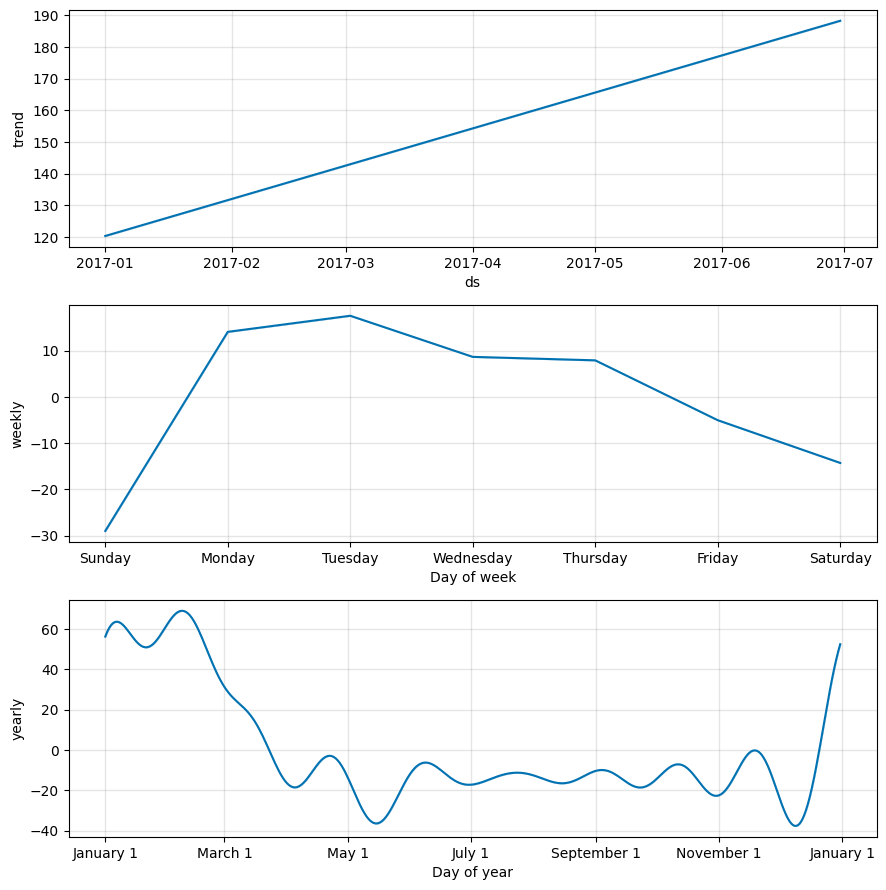 190
180
170
160
150
140
130
120
trend
2017-01 2017-02 2017-03 2017-04 2017-05 2017-06 2017-07
ds
10
0
−10
−20
−30
weekly
Sunday Monday Tuesday Wednesday Thursday Friday Saturday
Day of week
60
40
20
0
−20
−40
yearly
January 1 March 1 May 1 July 1 September 1 November 1 January 1
Day of year